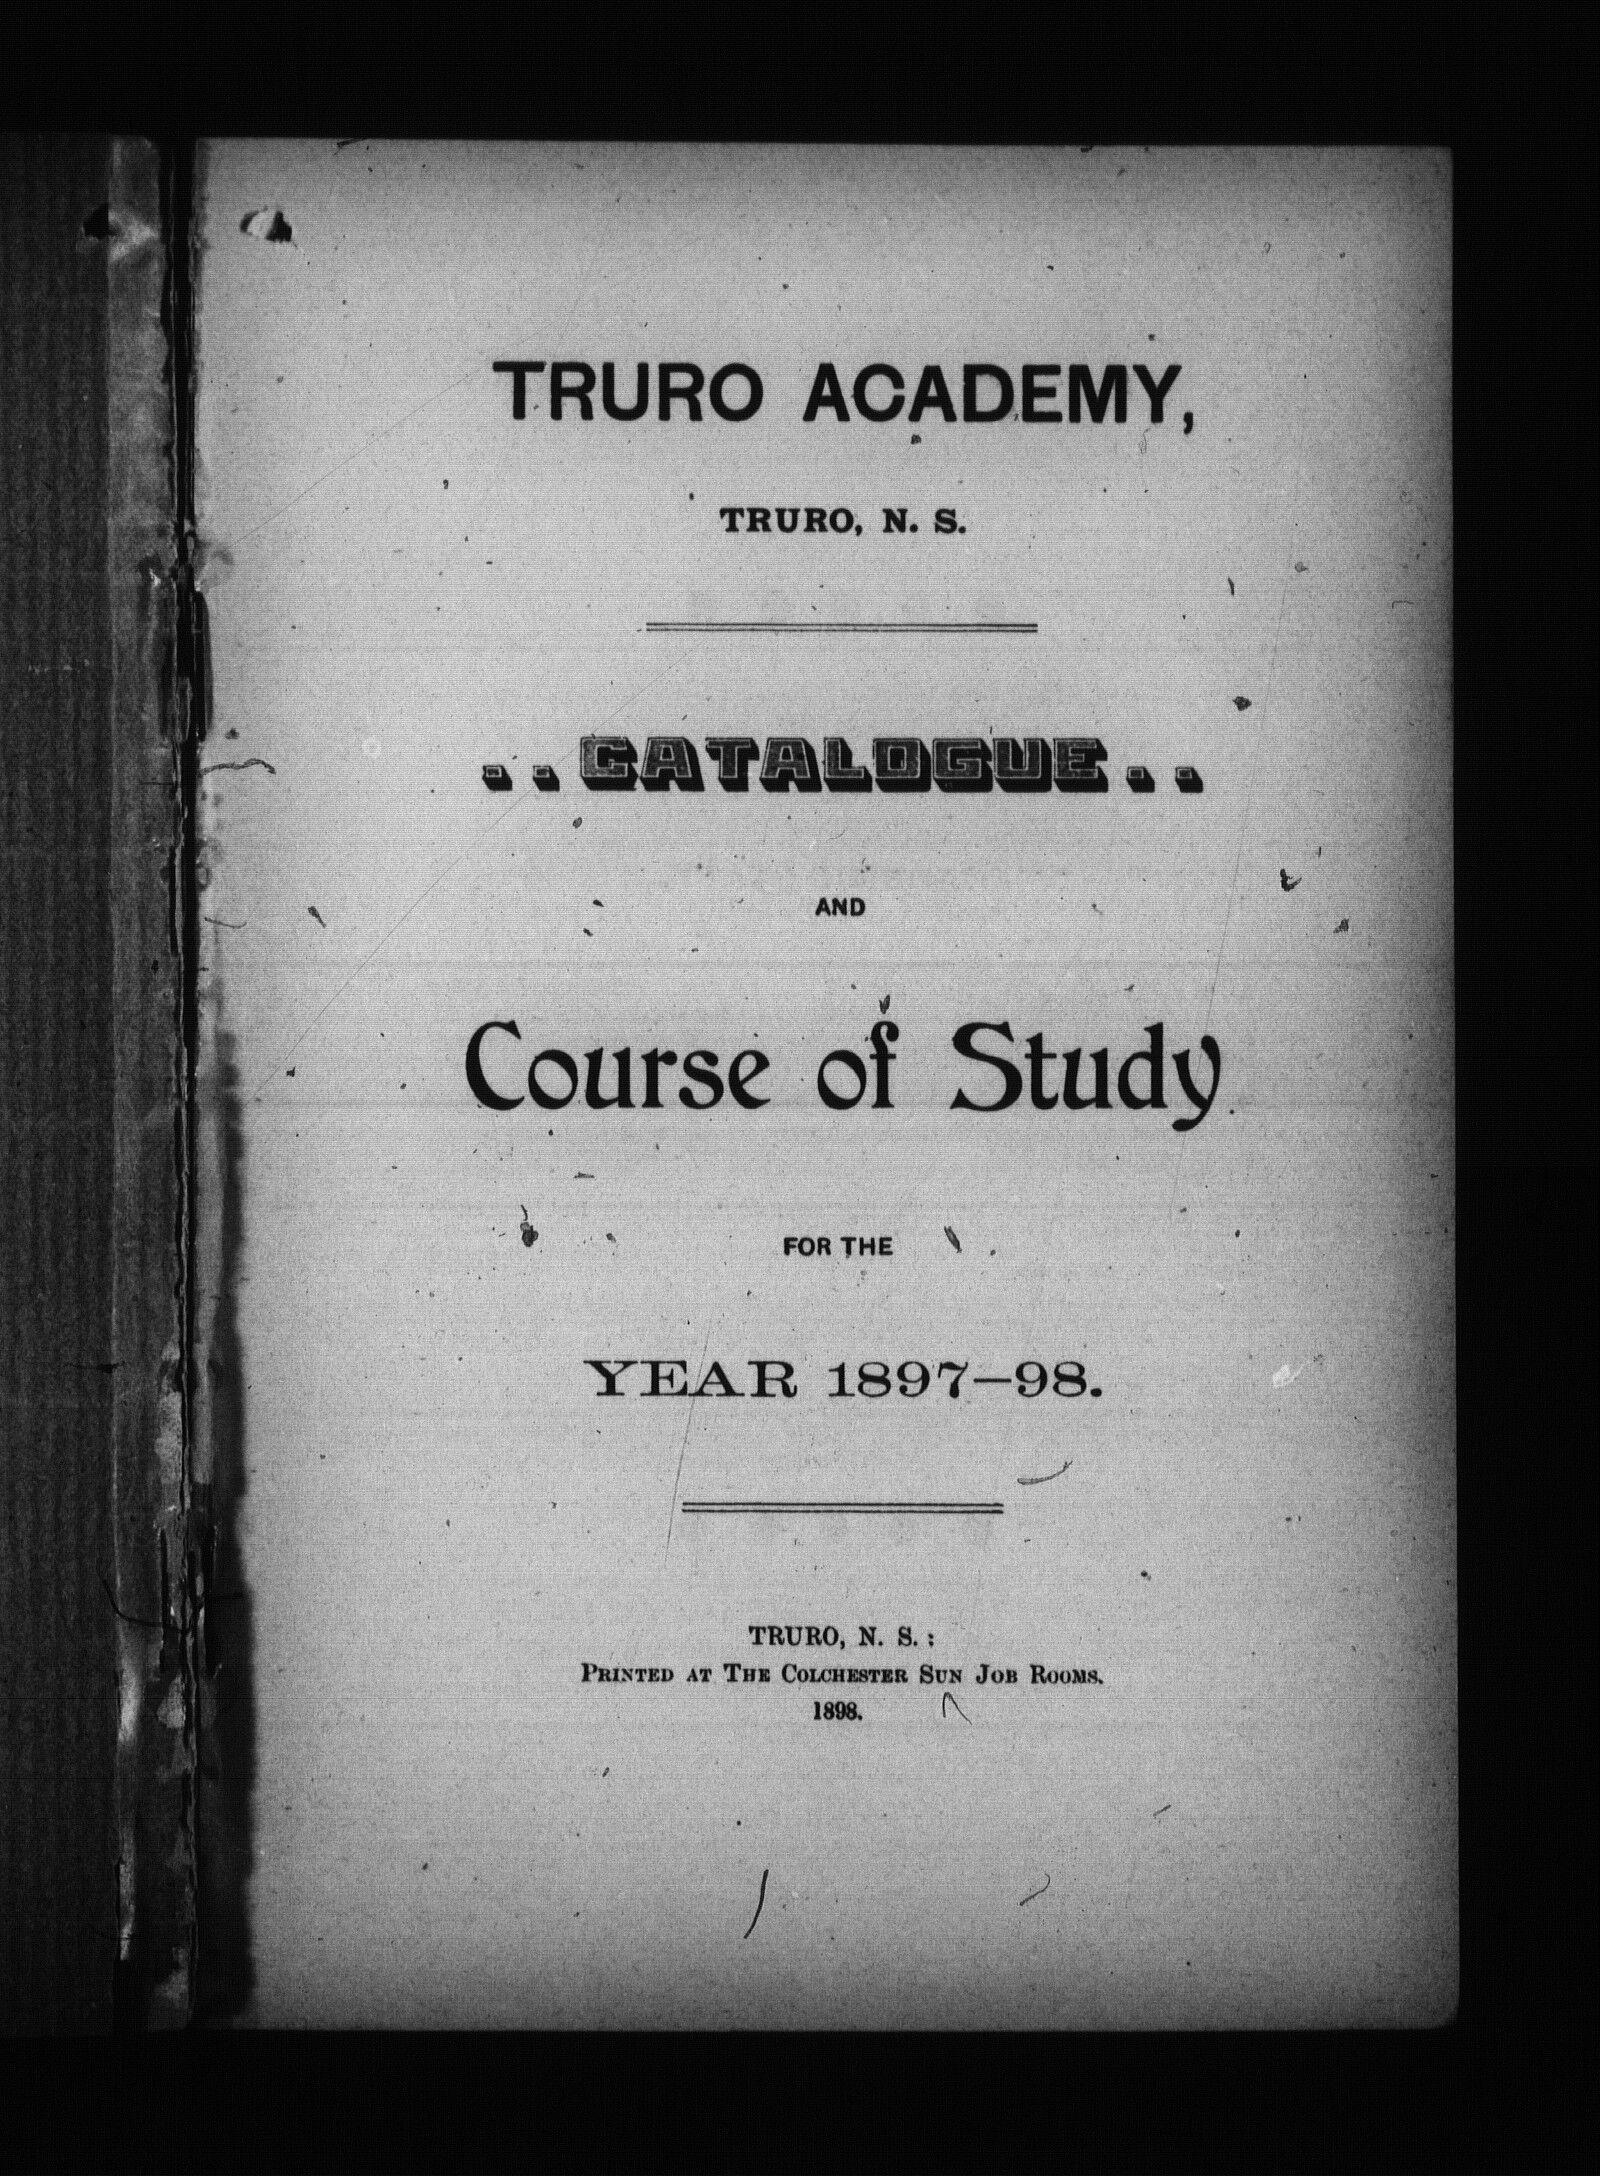 TRURO ACADEMY,
TRURO, N. S.
. . CATALOGUE . .
AND
Course of Study
FOR THE
YEAR 1897–98.
TRURO, N. S. :
PRINTED AT THE COLCHESTER SUN JOB ROOMS.
1898.